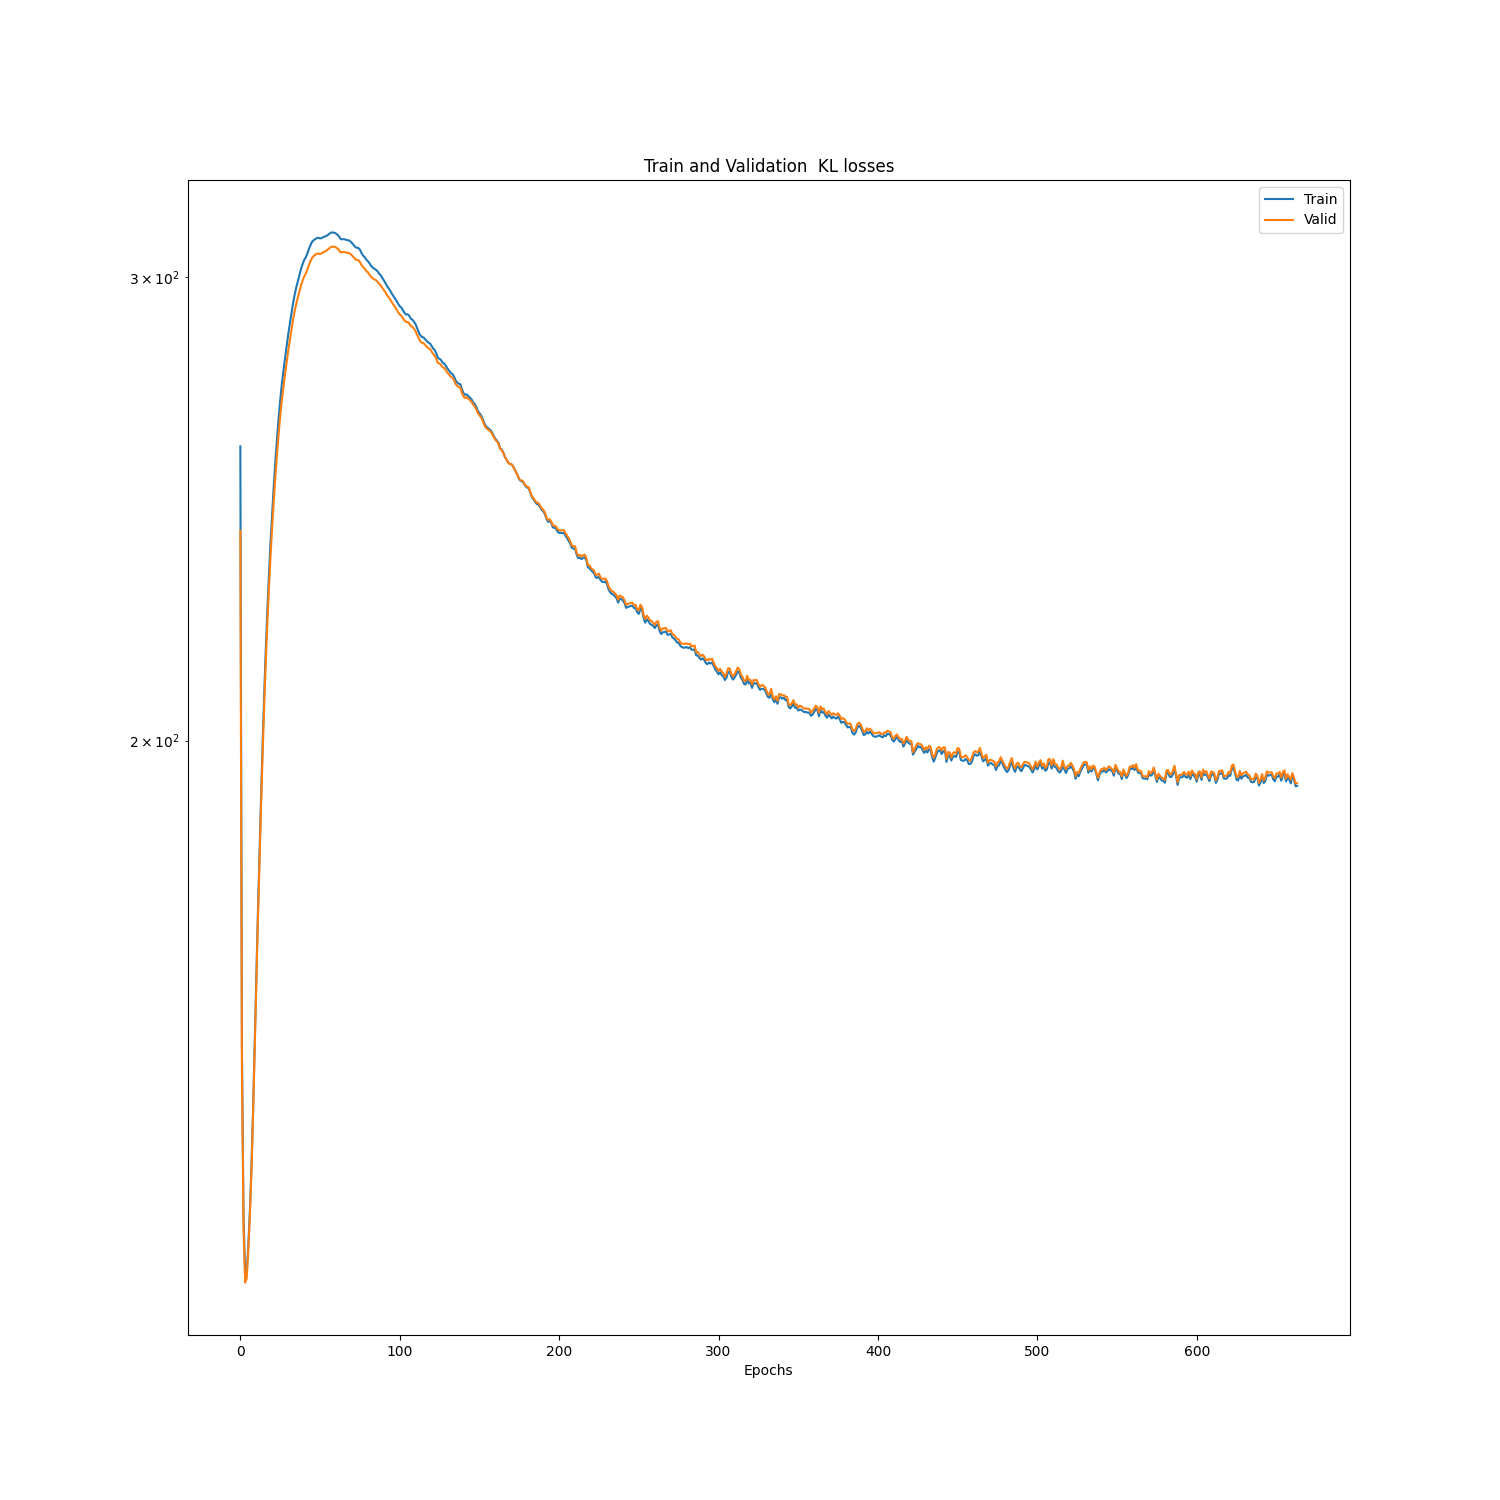 Train and Validation  KL losses
Train
Valid
3 × 10²
2 × 10²
0 100 200 300 400 500 600
Epochs